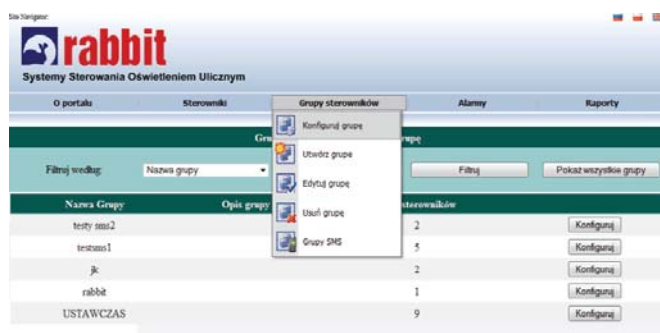 rabbit
Systemy Sterowania Oświetleniem Ulicznym
O portalu Sterowniki Grupy sterowników Alarmy Raporty
Konfiguruj grupę
Utwórz grupę
Edytuj grupę
Usuń grupę
Grupy SMS
Filtruj według: Nazwa grupy Filtruj Pokaż wszystkie grupy
Nazwa Grupy Opis grupy sterowników
testy sms2 2 Konfiguruj
testsms1 5 Konfiguruj
jk 2 Konfiguruj
rabbit 1 Konfiguruj
USTAWCZAS 9 Konfiguruj